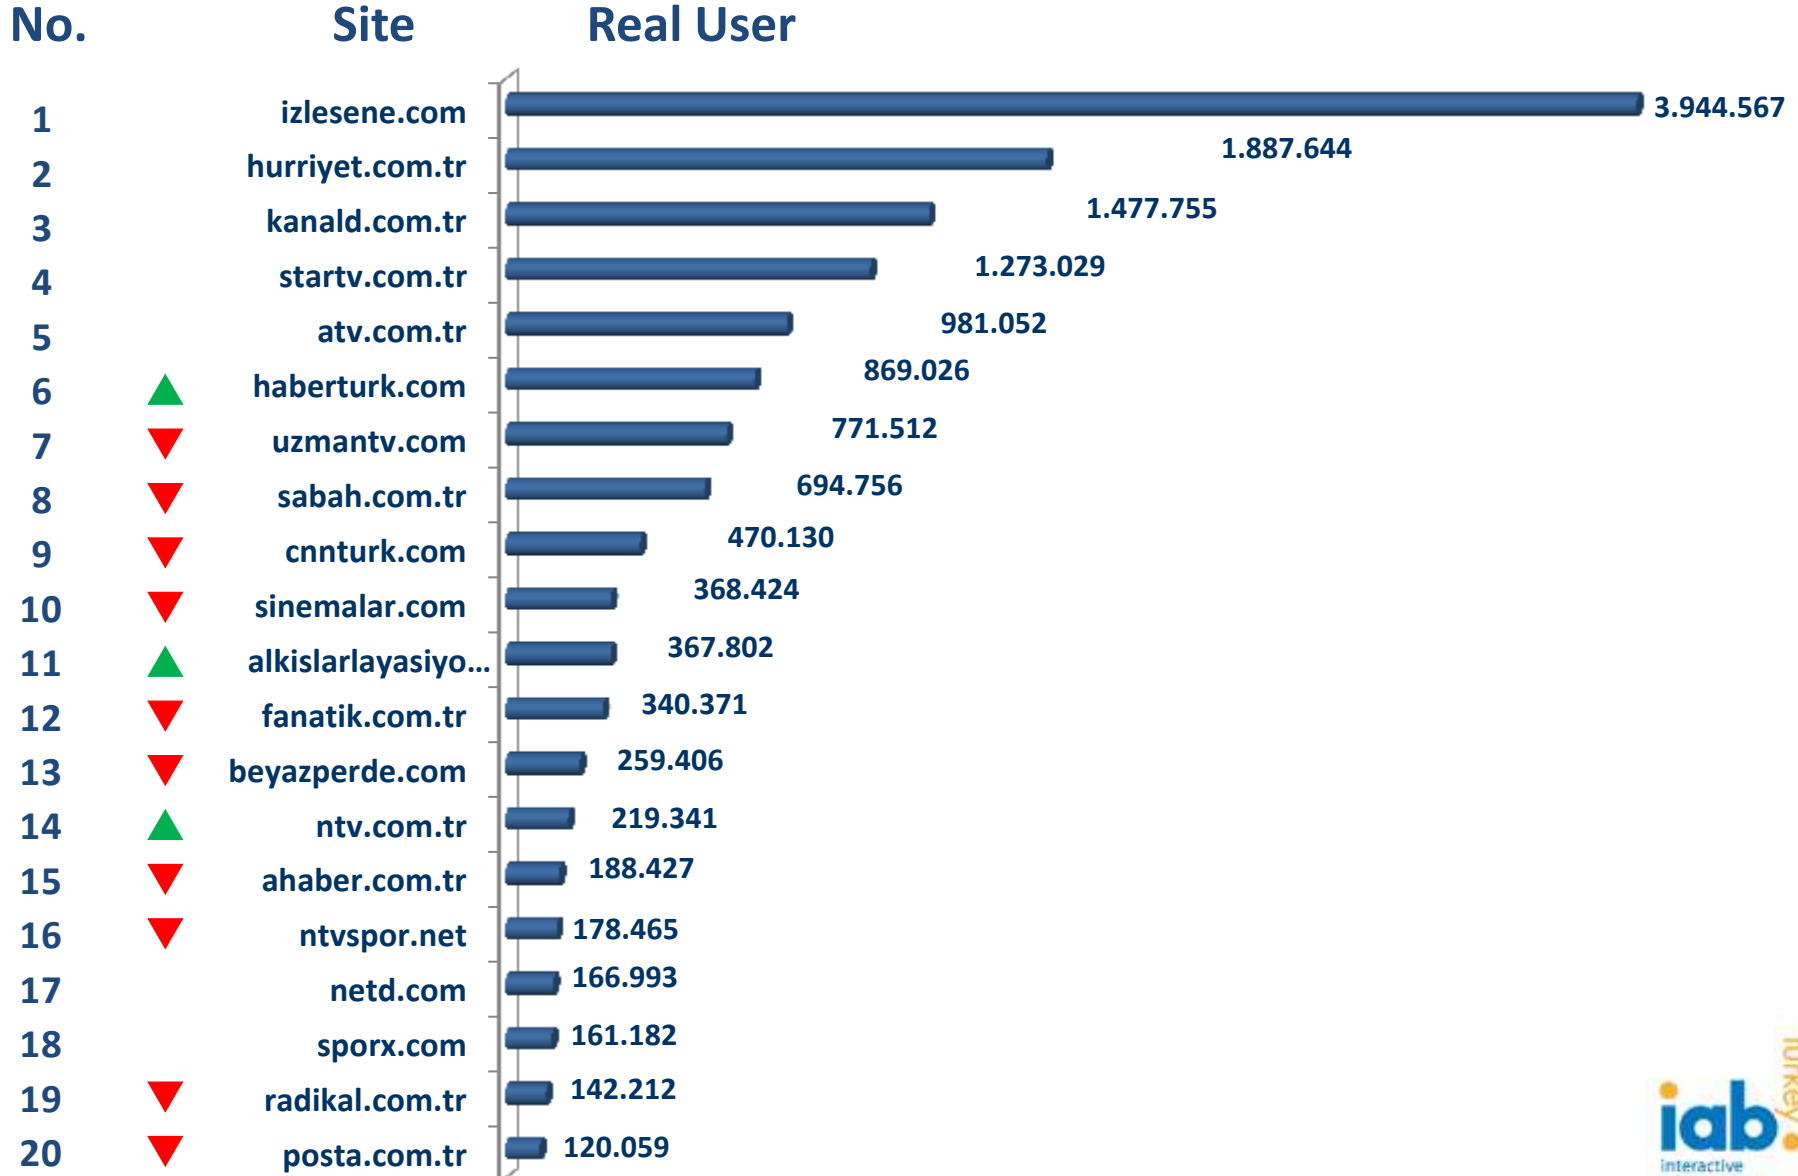 No. Site Real User
1 izlesene.com 3.944.567
2 hurriyet.com.tr 1.887.644
3 kanald.com.tr 1.477.755
4 startv.com.tr 1.273.029
5 atv.com.tr 981.052
6 haberturk.com 869.026
7 uzmantv.com 771.512
8 sabah.com.tr 694.756
9 cnnturk.com 470.130
10 sinemalar.com 368.424
11 alkislarlayasiyo... 367.802
12 fanatik.com.tr 340.371
13 beyazperde.com 259.406
14 ntv.com.tr 219.341
15 ahaber.com.tr 188.427
16 ntvspor.net 178.465
17 netd.com 166.993
18 sporx.com 161.182
19 radikal.com.tr 142.212
20 posta.com.tr 120.059
iab.
Turkey
interactive